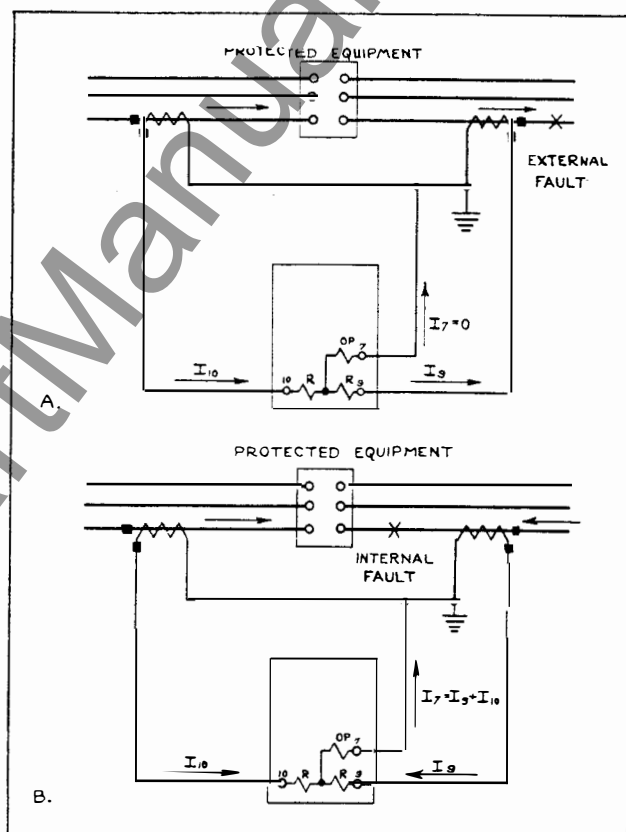 PROTECTED EQUIPMENT
EXTERNAL
FAULT
I7=0
OP 7
I10
10 R R 9
I9
A.
PROTECTED EQUIPMENT
INTERNAL
FAULT
I7=I9+I10
OP 7
I10
10 R R 9
I9
B.